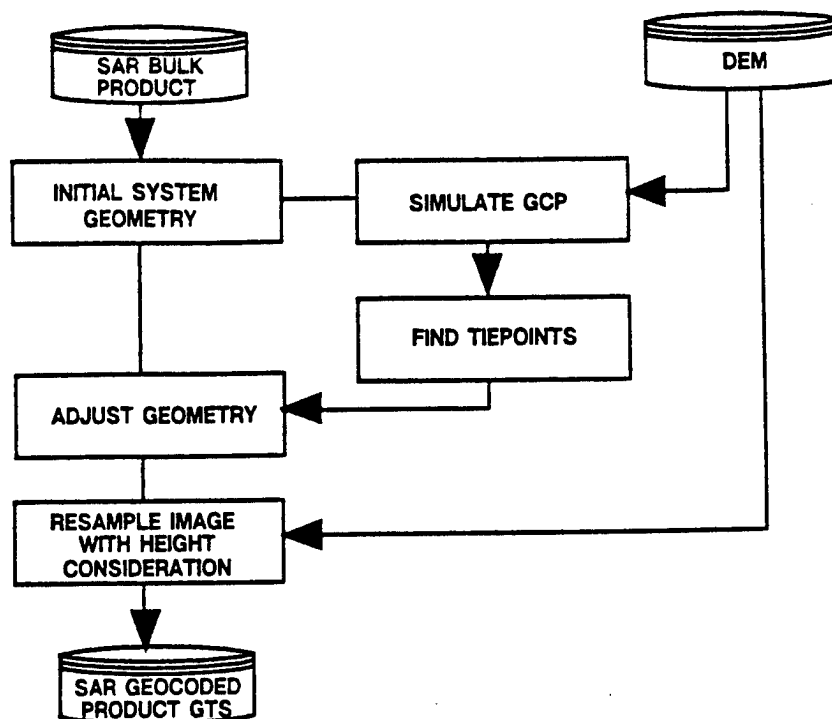 SAR BULK
PRODUCT
DEM
INITIAL SYSTEM
GEOMETRY
SIMULATE GCP
FIND TIEPOINTS
ADJUST GEOMETRY
RESAMPLE IMAGE
WITH HEIGHT
CONSIDERATION
SAR GEOCODED
PRODUCT GTS